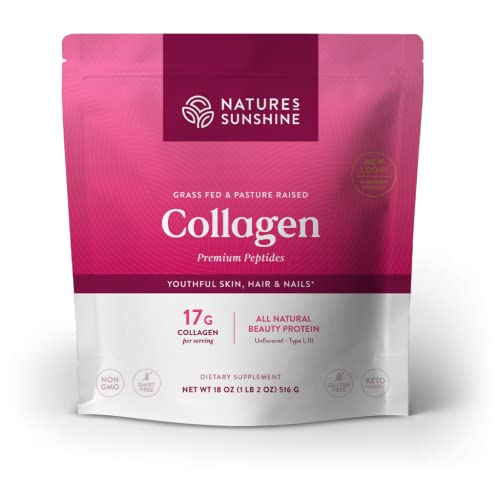 NATURES
SUNSHINE
NEW
LOOK!
GRASS FED & PASTURE RAISED
Collagen
Premium Peptides
YOUTHFUL SKIN, HAIR & NAILS*
17G
COLLAGEN
per serving
ALL NATURAL
BEAUTY PROTEIN
Unflavored - Type I, III
DIETARY SUPPLEMENT
NET WT 18 OZ (1 LB 2 OZ) 516 G
NON
GMO
DAIRY
FREE
GLUTEN
FREE
KETO